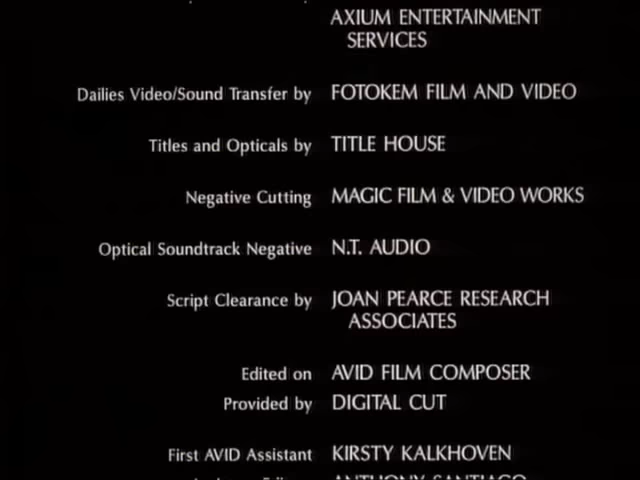 AXIUM ENTERTAINMENT
SERVICES
Dailies Video/Sound Transfer by FOTOKEM FILM AND VIDEO
Titles and Opticals by TITLE HOUSE
Negative Cutting MAGIC FILM & VIDEO WORKS
Optical Soundtrack Negative N.T. AUDIO
Script Clearance by JOAN PEARCE RESEARCH
ASSOCIATES
Edited on AVID FILM COMPOSER
Provided by DIGITAL CUT
First AVID Assistant KIRSTY KALKHOVEN
ANTHONY SANTIAGO